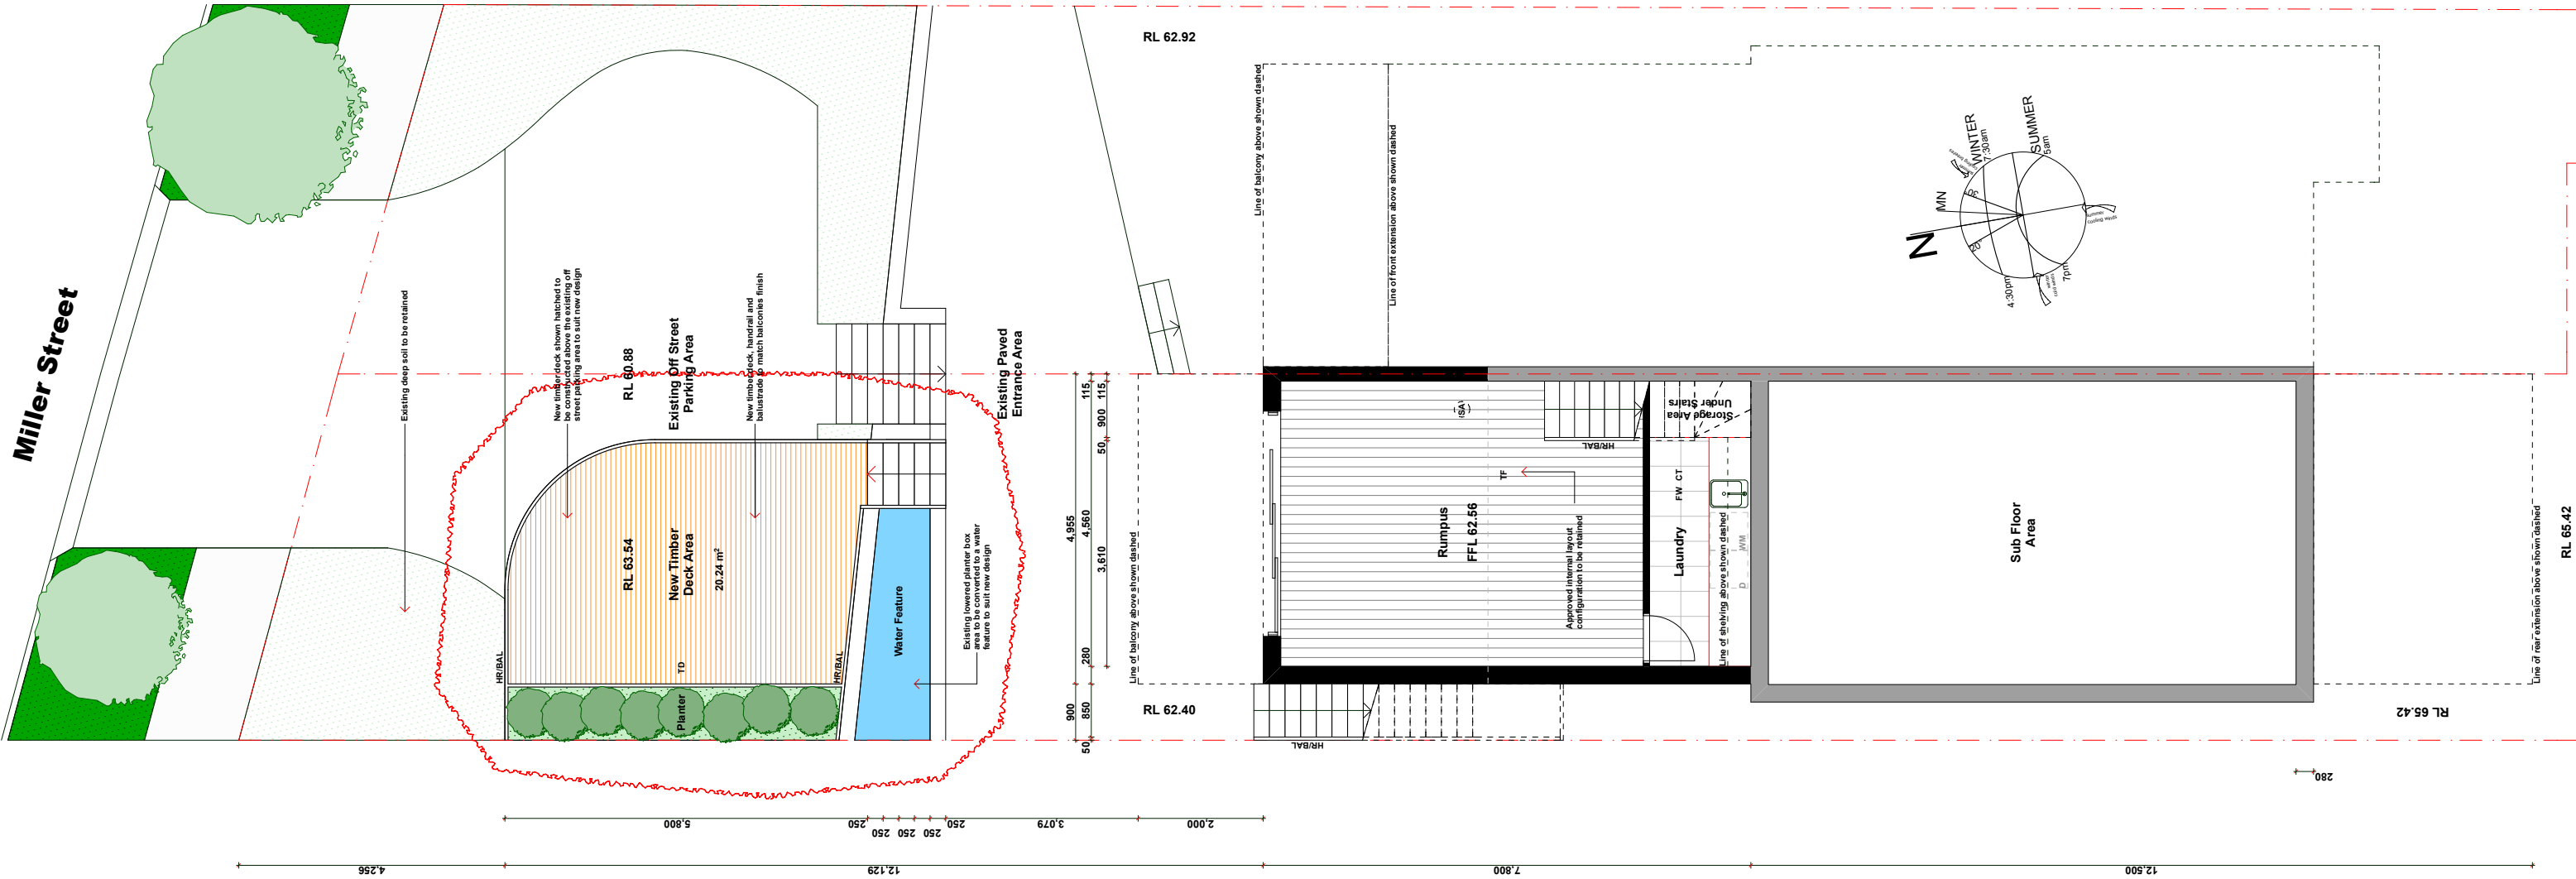 Miller Street
Existing deep soil to be retained
New timber deck shown hatched to
be constructed above the existing off
street parking area to suit new design
RL 60.88
Existing Off Street
Parking Area
New timber deck, handrail and
balustrade to match balconies finish
HR/BAL
RL 63.54
New Timber
Deck Area
20.24 m²
TD
HR/BAL
Planter
Water Feature
Existing lowered planter box
area to be converted to a water
feature to suit new design
Existing Paved
Entrance Area
4,955
900
115
4,560
280
850
50
115
900
50
3,610
RL 62.92
Line of balcony above shown dashed
RL 62.40
Line of balcony above shown dashed
Line of front extension above shown dashed
HR/BAL
Rumpus
FFL 62.56
TF
Approved internal layout
configuration to be retained
HR/BAL
Storage Area
Under Stairs
FW CT
Laundry
Line of shelving above shown dashed
WM
D
Sub Floor
Area
N
MN
WINTER
7:30am
SUMMER
5am
20°
4:30pm
7pm
Line of rear extension above shown dashed
RL 65.42
RL 65.42
280
5,800
250
250
250
250
250
3,079
2,000
4,256
12,129
7,800
12,500